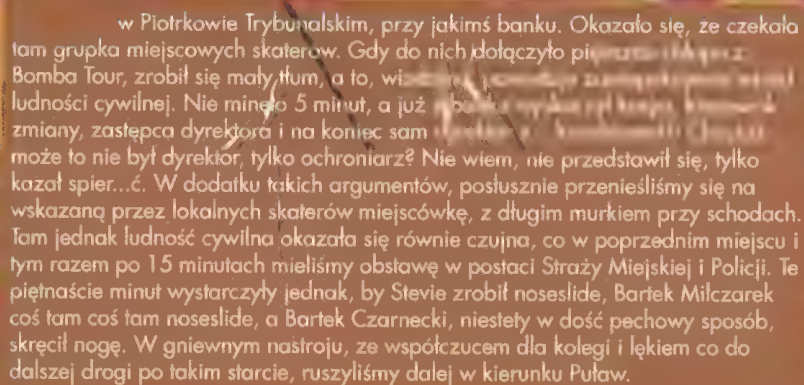 w Piotrkowie Trybunalskim, przy jakimś banku. Okazało się, że czekała
tam grupka miejscowych skaterów. Gdy do nich dołączyło
Bomba Tour, zrobił się mały tłum, a to,
ludności cywilnej. Nie minęło 5 minut, a już
zmiany, zastępca dyrektora i na koniec sam
może to nie był dyrektor, tylko ochroniarz? Nie wiem, nie przedstawił się, tylko
kazał spier...ć. W dodatku takich argumentów, posłusznie przenieśliśmy się na
wskazaną przez lokalnych skaterów miejscówkę, z długim murkiem przy schodach.
Tam jednak ludność cywilna okazała się równie czujna, co w poprzednim miejscu i
tym razem po 15 minutach mieliśmy obstawę w postaci Straży Miejskiej i Policji. Te
piętnaście minut wystarczyły jednak, by Stevie zrobił noseslide, Bartek Milczarek
coś tam coś tam noseslide, a Bartek Czarnecki, niestety w dość pechowy sposób,
skręcił nogę. W gniewnym nastroju, ze współczucem dla kolegi i lękiem co do
dalszej drogi po takim starcie, ruszyliśmy dalej w kierunku Puław.